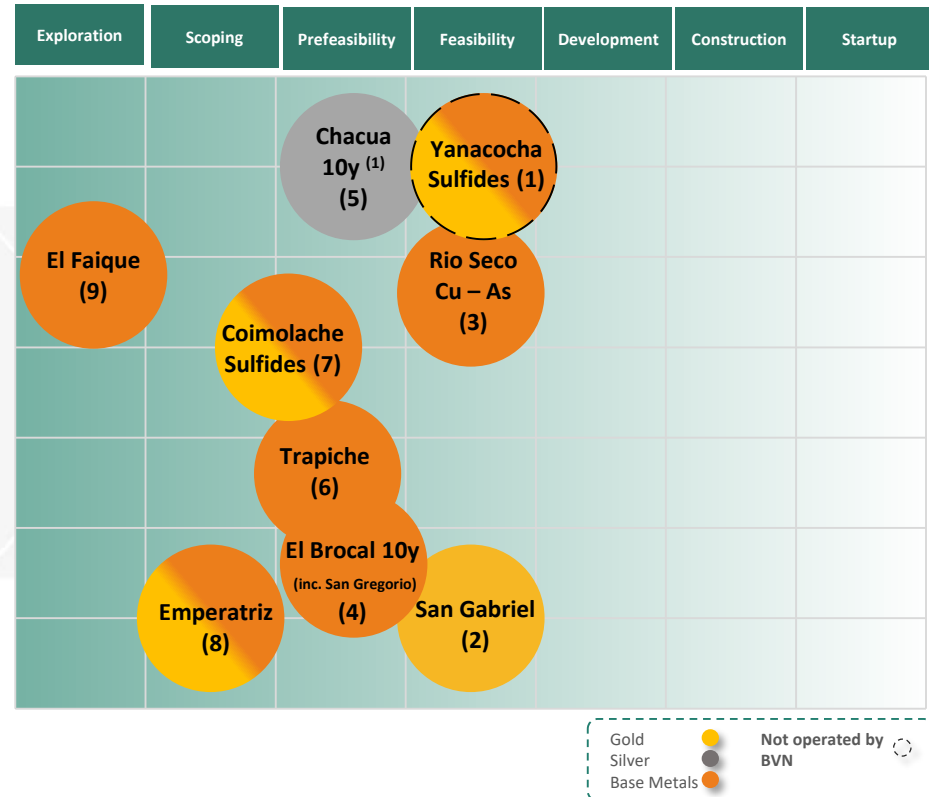 Exploration
Scoping
Prefeasibility
Feasibility
Development
Construction
Startup
Chacua
10y (1)
(5)
Yanacocha
Sulfides (1)
El Faique
(9)
Rio Seco
Cu – As
(3)
Coimolache
Sulfides (7)
Trapiche
(6)
El Brocal 10y
(inc. San Gregorio)
(4)
Emperatriz
(8)
San Gabriel
(2)
Gold
Silver
Base Metals
Not operated by
BVN